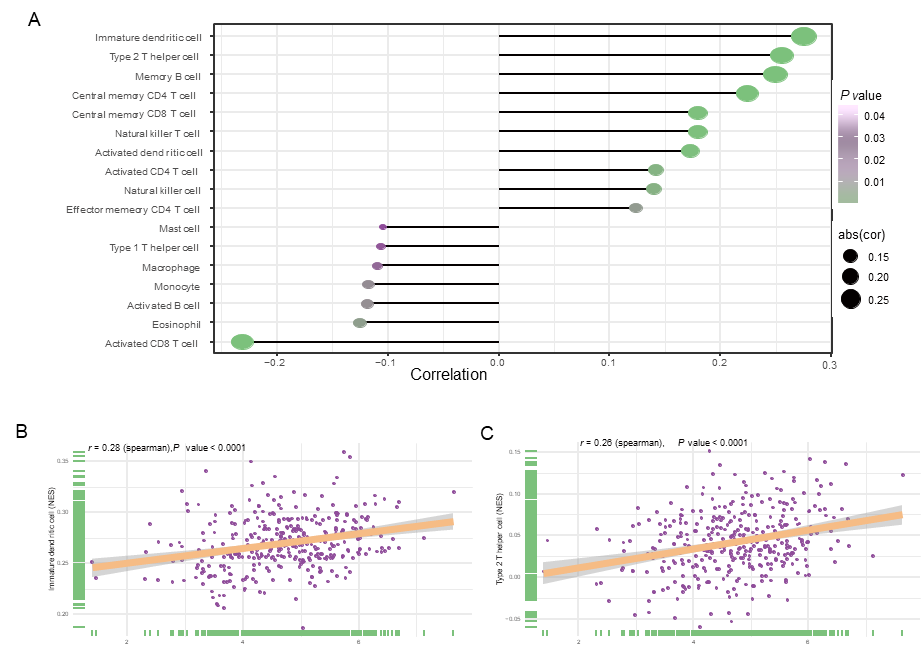 A
Immature dendritic cell
Type 2 T helper cell
Memory B cell
Central memory CD4 T cell
Central memory CD8 T cell
Natural killer T cell
Activated dendritic cell
Activated CD4 T cell
Natural killer cell
Effector memeory CD4 T cell
Mast cell
Type 1 T helper cell
Macrophage
Monocyte
Activated B cell
Eosinophil
Activated CD8 T cell
−0.2 −0.1 0.0 0.1 0.2 0.3
Correlation
P value
0.04
0.03
0.02
0.01
abs(cor)
0.15
0.20
0.25
B
r = 0.28 (spearman), P value < 0.0001
Immature dendritic cell (NES)
0.35
0.30
0.25
0.20
2 4 6
C
r = 0.26 (spearman), P value < 0.0001
Type 2 T helper cell (NES)
0.15
0.10
0.05
0.00
−0.05
2 4 6